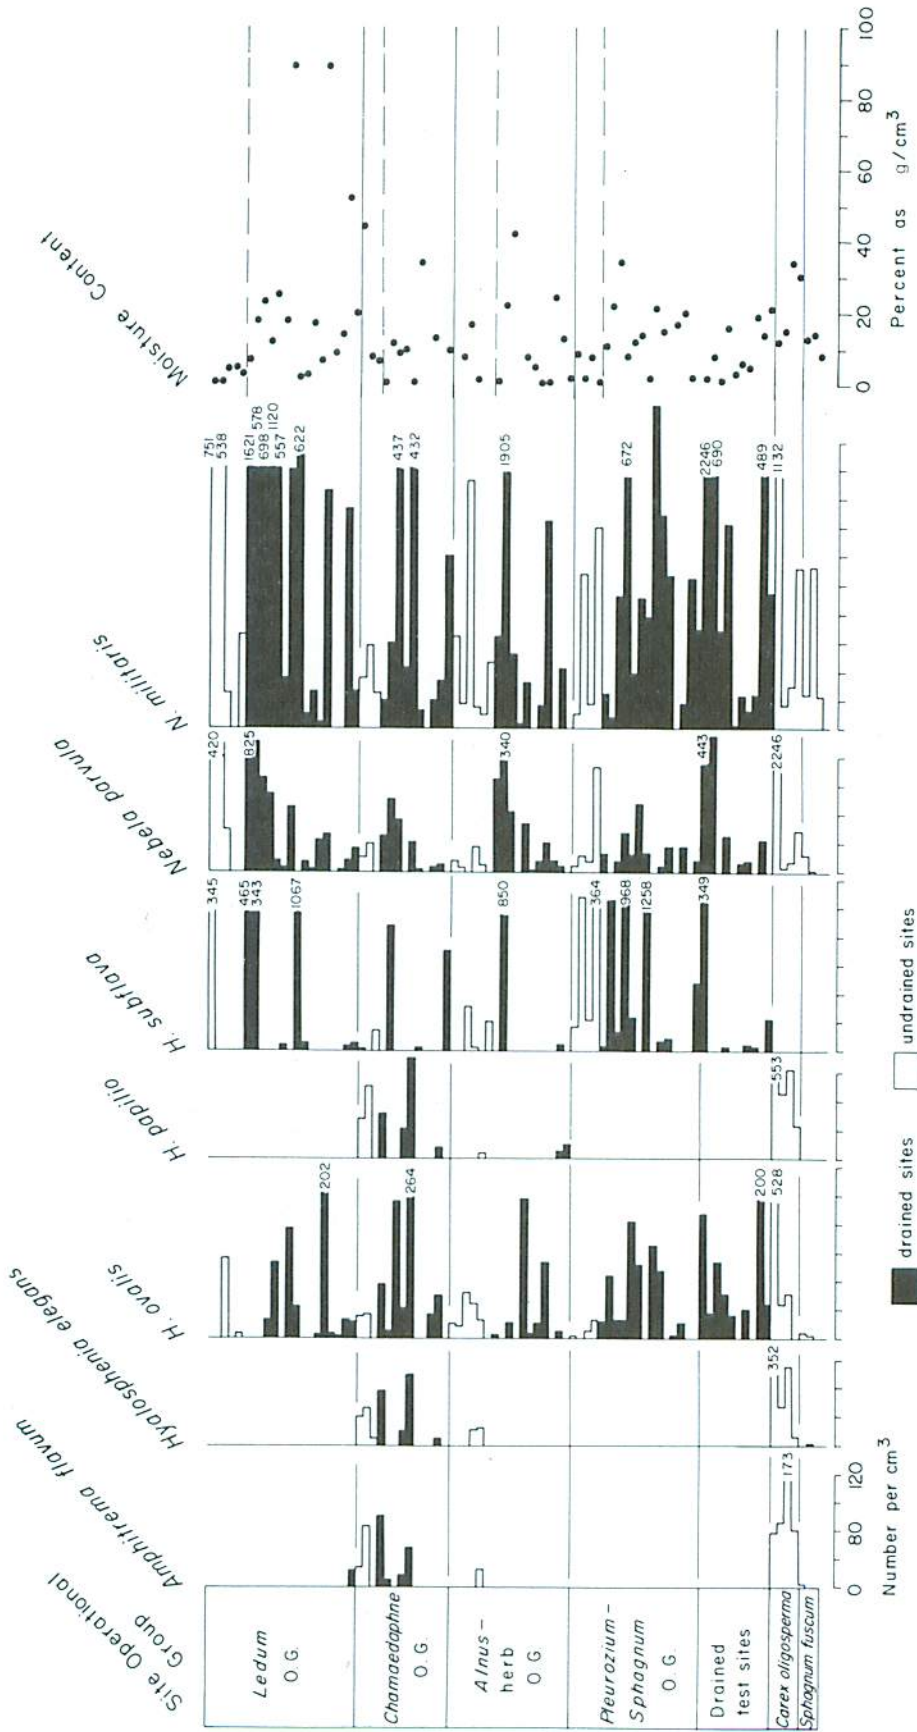 Site Operational
Group
Amphitrema flavum
Hyalosphenia elegans
H. ovalis
H. papilio
H. subflava
Nebela parvula
N. militaris
Moisture Content
Ledum
O.G.
Chamaedaphne
O.G.
Alnus-
herb
O G
Pleurozium-
Sphagnum
O.G.
Drained
test sites
Carex oligosperma
Sphagnum fuscum
173
352
202
264
200
528
553
345
465
343
1067
850
364
968
1258
349
420
825
340
443
2246
751
538
1621
578
698
1120
557
622
437
432
1905
672
2246
690
489
1132
0 80 120
Number per cm3
0 20 40 60 80 100
Percent as g/cm3
drained sites
undrained sites